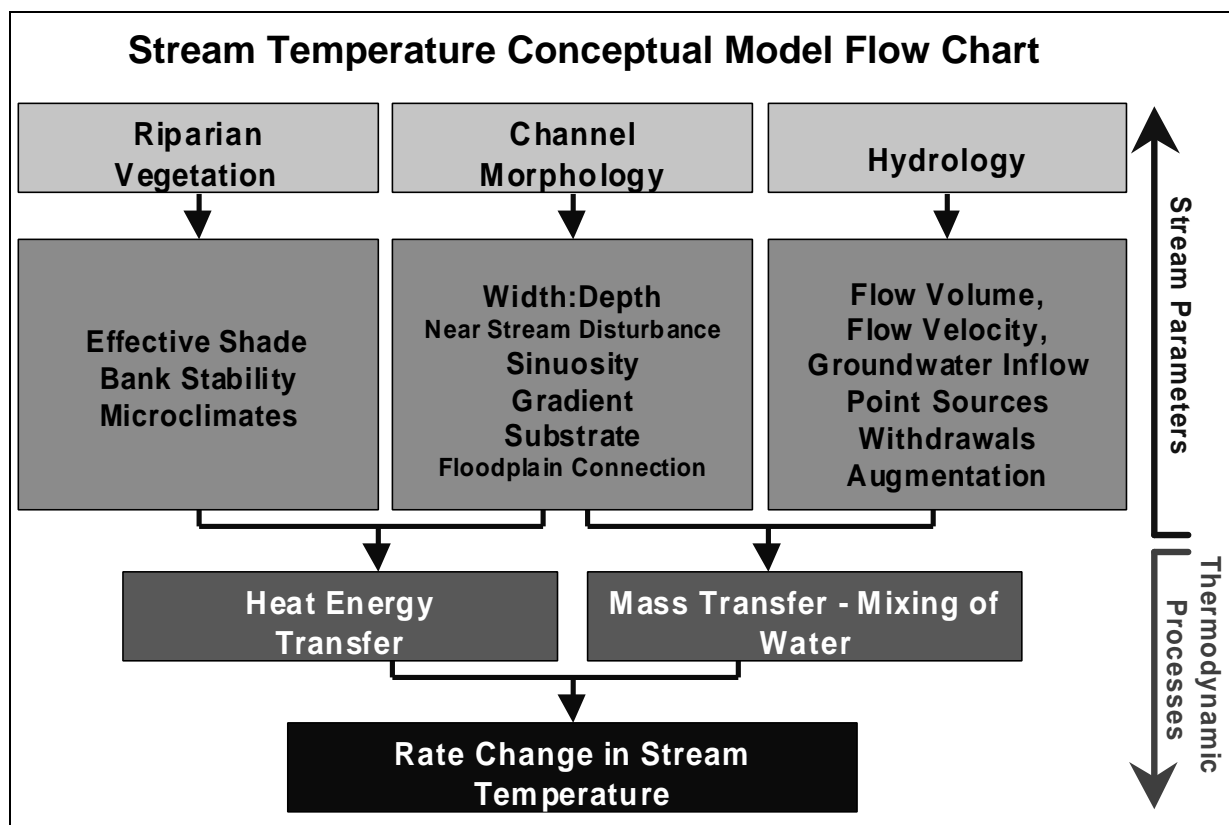 Stream Temperature Conceptual Model Flow Chart
Riparian
Vegetation
Channel
Morphology
Hydrology
Effective Shade
Bank Stability
Microclimates
Width:Depth
Near Stream Disturbance
Sinuosity
Gradient
Substrate
Floodplain Connection
Flow Volume,
Flow Velocity,
Groundwater Inflow
Point Sources
Withdrawals
Augmentation
Stream Parameters
Heat Energy
Transfer
Mass Transfer - Mixing of
Water
Thermodynamic
Processes
Rate Change in Stream
Temperature